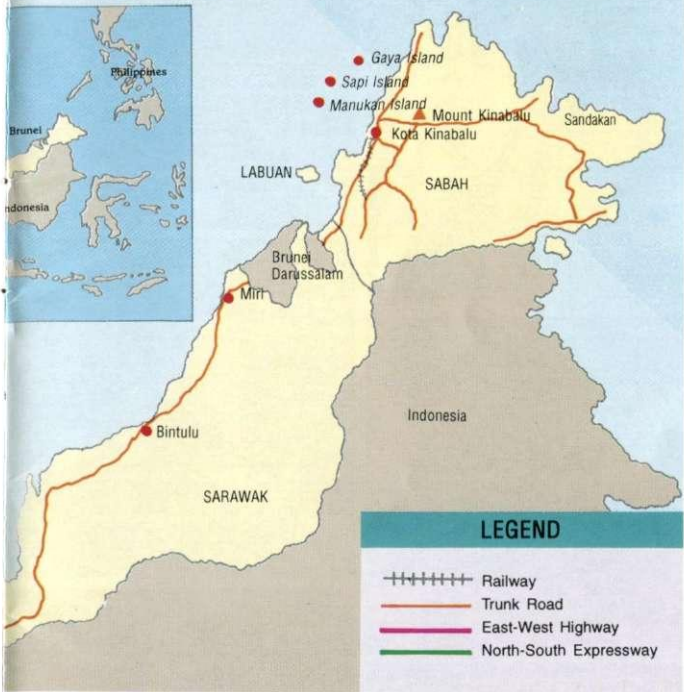 Philippines
Brunei
ndonesia
Gaya Island
Sapi Island
Manukan Island
Mount Kinabalu
Kota Kinabalu
Sandakan
LABUAN
SABAH
Brunei
Darussalam
Miri
Bintulu
Indonesia
SARAWAK
LEGEND
Railway
Trunk Road
East-West Highway
North-South Expressway